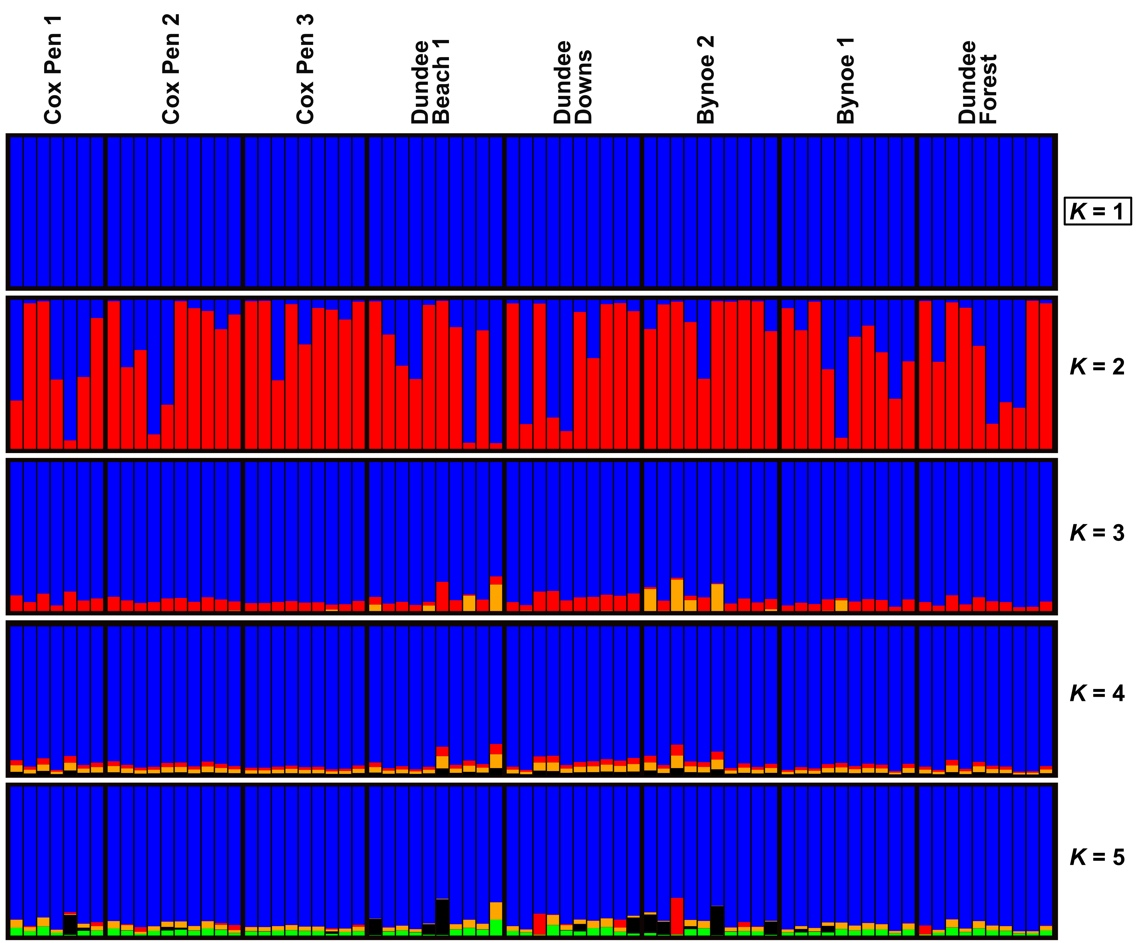 Cox Pen 1
Cox Pen 2
Cox Pen 3
Dundee
Beach 1
Dundee
Downs
Bynoe 2
Bynoe 1
Dundee
Forest
K = 1
K = 2
K = 3
K = 4
K = 5